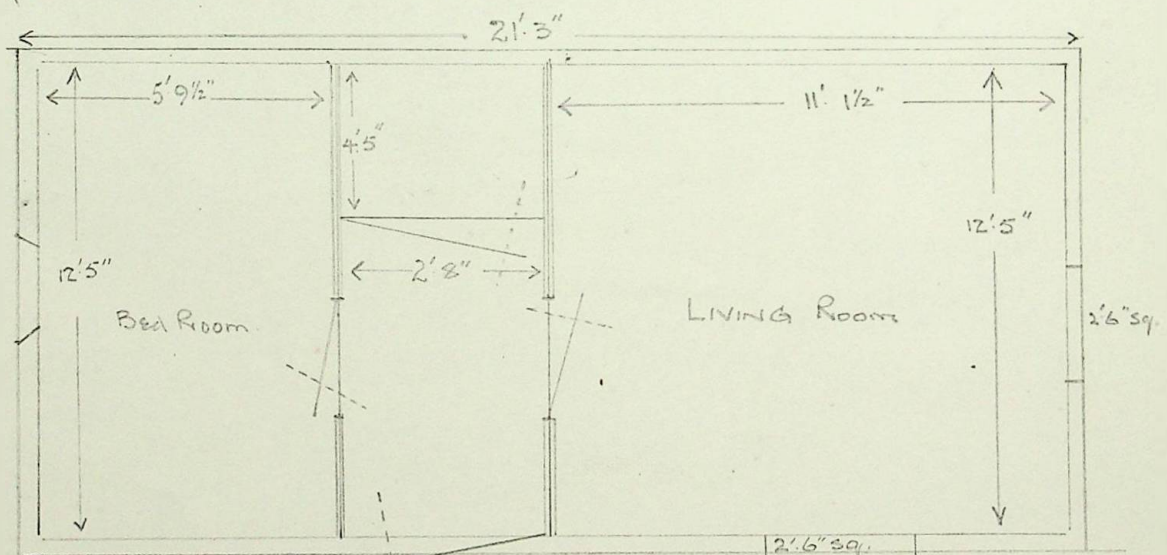 21'.3"
5' 9½"
11'. 1½"
4'.5"
12'.5"
12'.5"
2'.8"
Bed Room
LIVING Room
2'.6" sq.
2'.6" sq.